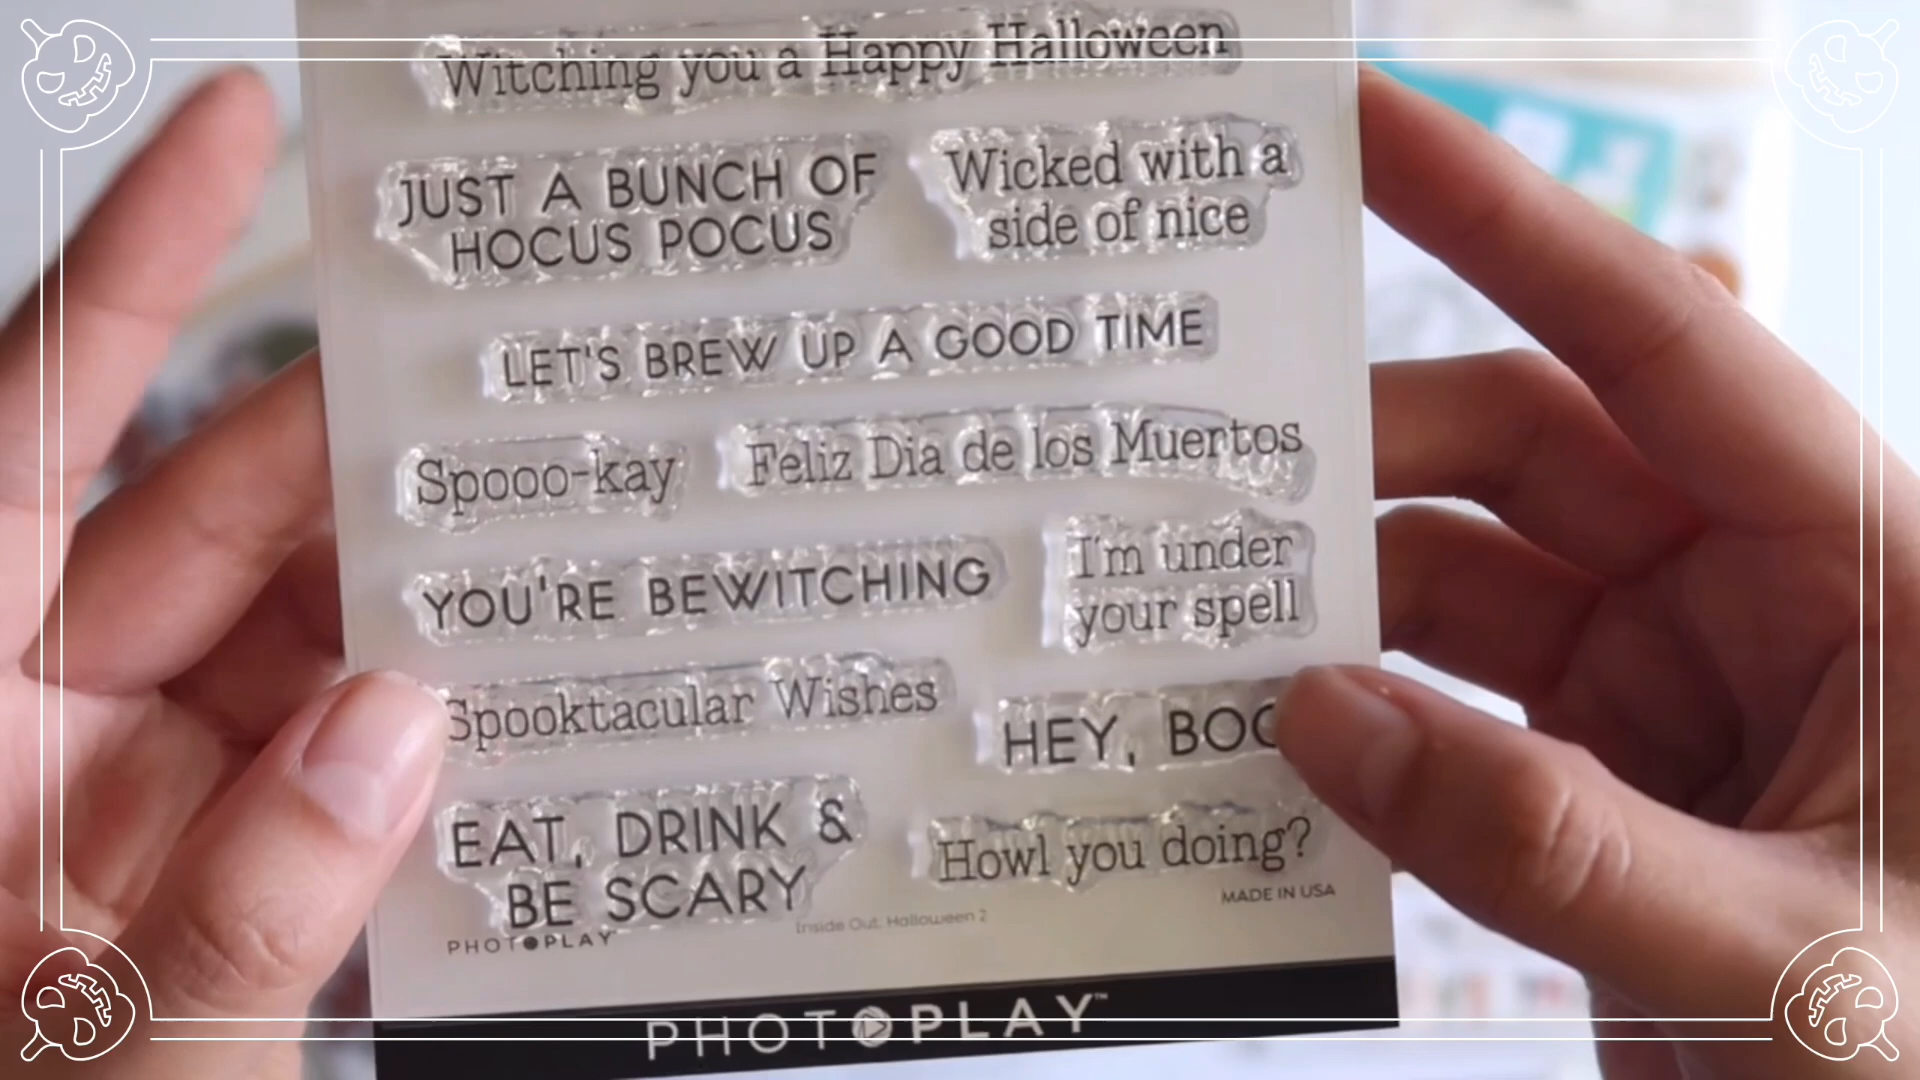 Witching you a Happy Halloween
JUST A BUNCH OF
HOCUS POCUS
Wicked with a
side of nice
LET'S BREW UP A GOOD TIME
Spooo-kay
Feliz Dia de los Muertos
YOU'RE BEWITCHING
I'm under
your spell
Spooktacular Wishes
HEY,
EAT, DRINK &
BE SCARY
Howl you doing?
MADE IN USA
Inside Out: Halloween 2
PHOTOPLAY
PHOTOPLAY™